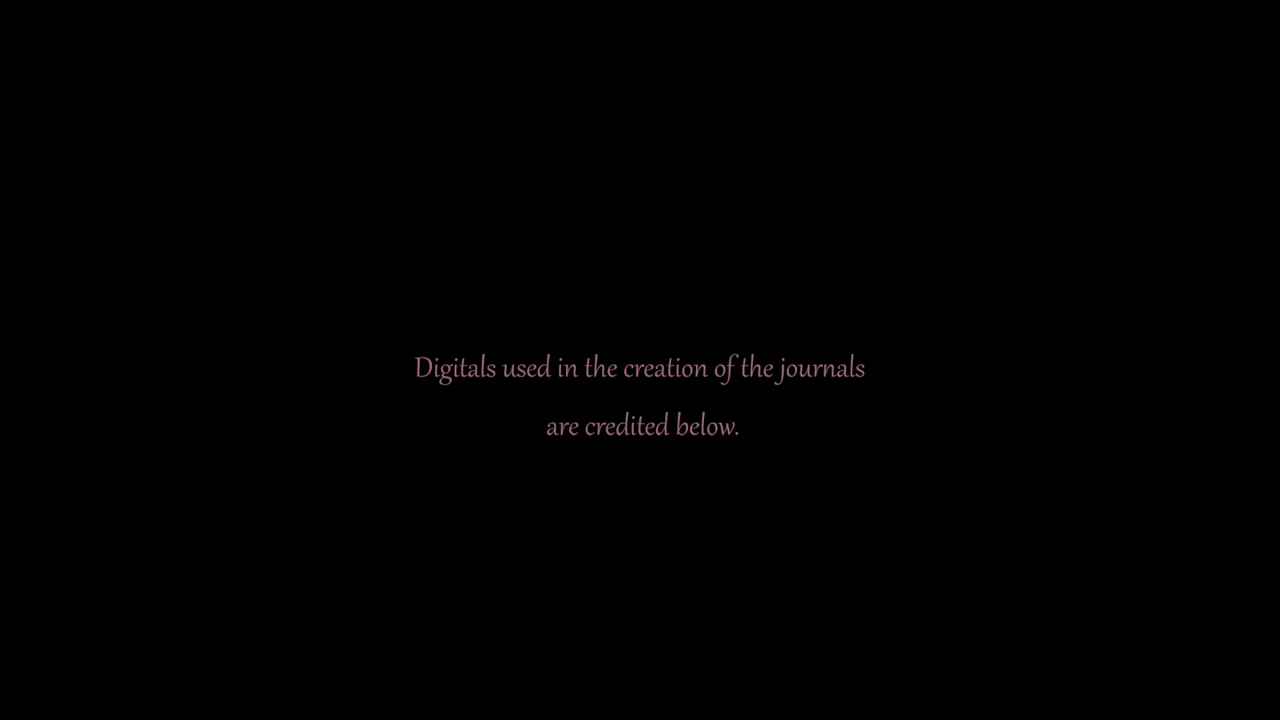 Digitals used in the creation of the journals
are credited below.